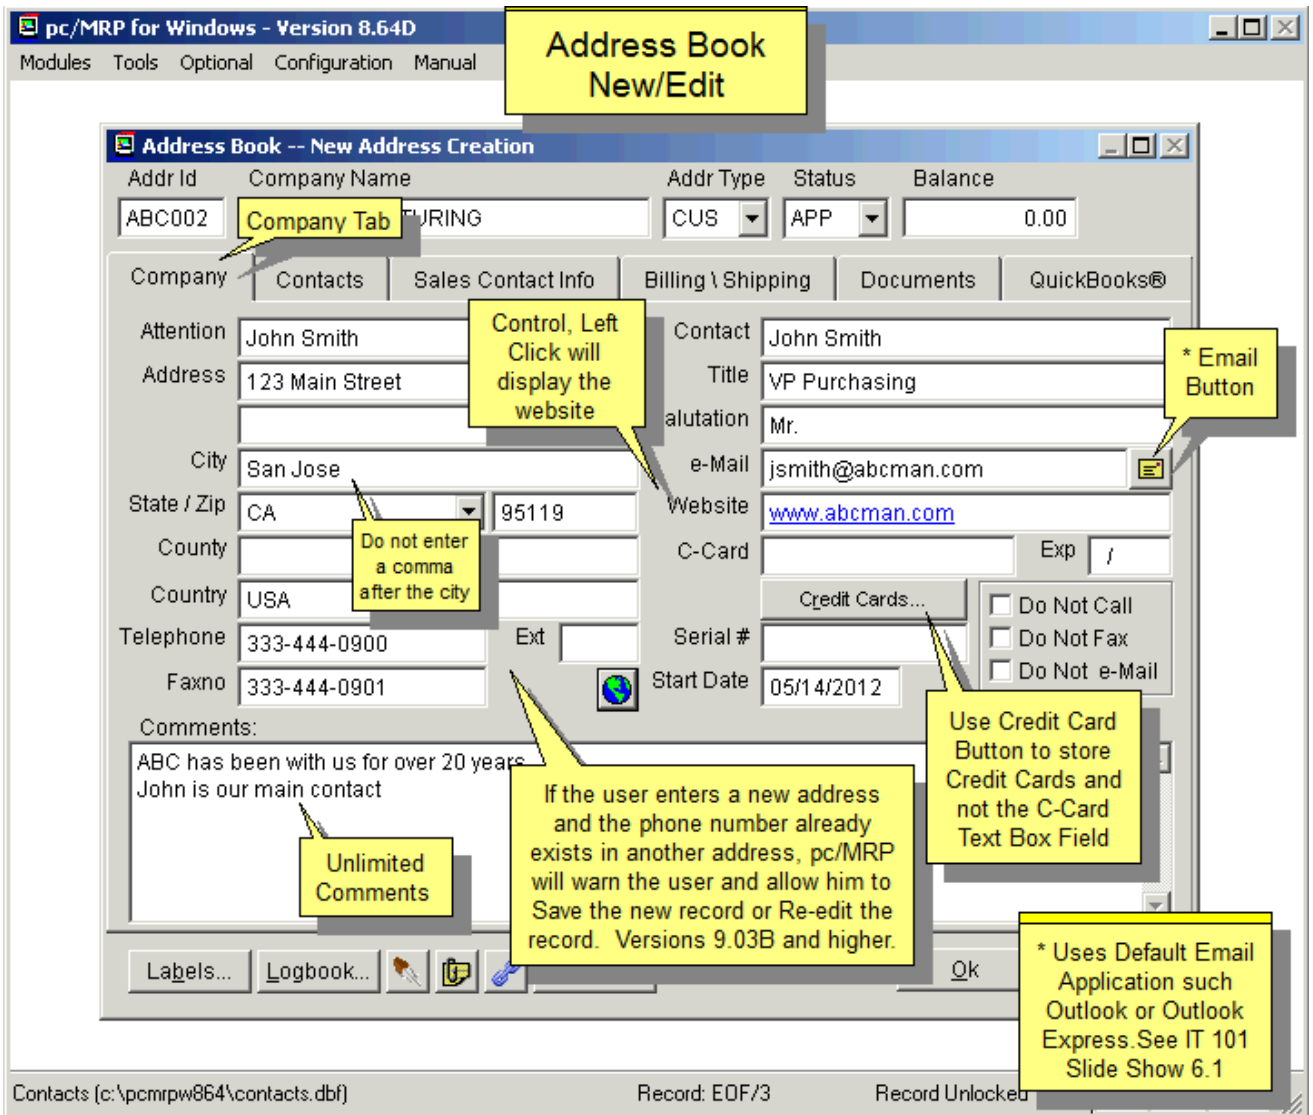 pc/MRP for Windows - Version 8.64D
Address Book
New/Edit
Modules Tools Optional Configuration Manual
Address Book -- New Address Creation
Addr Id Company Name Addr Type Status Balance
ABC002 TURING CUS APP 0.00
Company Tab
Company Contacts Sales Contact Info Billing \ Shipping Documents QuickBooks®
Attention John Smith Contact John Smith
Control, Left
Click will
display the
website
* Email
Button
Address 123 Main Street Title VP Purchasing
alutation Mr.
City San Jose e-Mail jsmith@abcman.com
State / Zip CA 95119 Website www.abcman.com
Do not enter
a comma
after the city
County C-Card Exp /
Country USA Credit Cards... Do Not Call
Telephone 333-444-0900 Ext Serial # Do Not Fax
Faxno 333-444-0901 Start Date 05/14/2012 Do Not e-Mail
Use Credit Card
Button to store
Credit Cards and
not the C-Card
Text Box Field
Comments:
ABC has been with us for over 20 years
John is our main contact
Unlimited
Comments
If the user enters a new address
and the phone number already
exists in another address, pc/MRP
will warn the user and allow him to
Save the new record or Re-edit the
record. Versions 9.03B and higher.
Labels... Logbook... Ok
* Uses Default Email
Application such
Outlook or Outlook
Express.See IT 101
Slide Show 6.1
Contacts (c:\pcmrpw864\contacts.dbf) Record: EOF/3 Record Unlocked